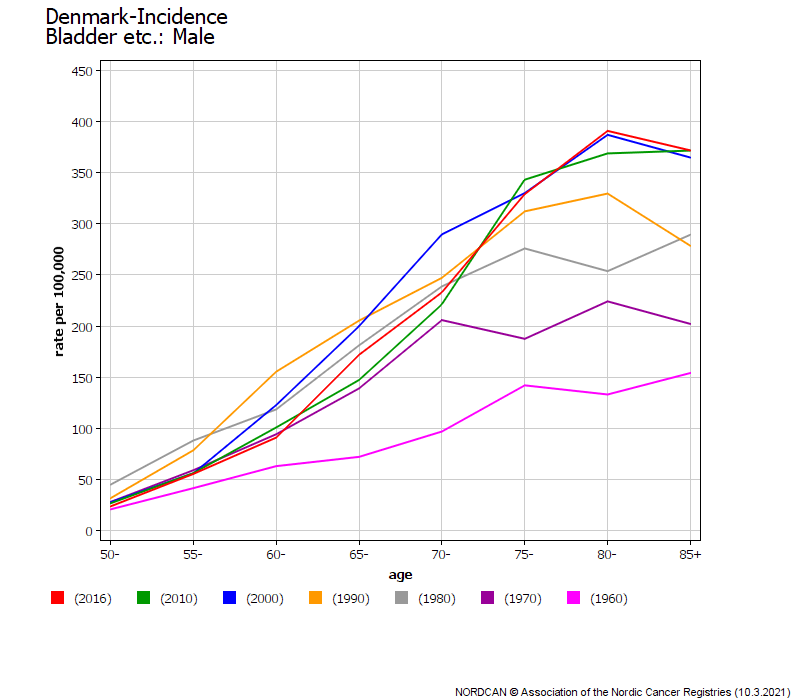 Denmark-Incidence
Bladder etc.: Male
450
400
350
300
250
200
150
100
50
0
rate per 100,000
50- 55- 60- 65- 70- 75- 80- 85+
age
(2016) (2010) (2000) (1990) (1980) (1970) (1960)
NORDCAN © Association of the Nordic Cancer Registries (10.3.2021)